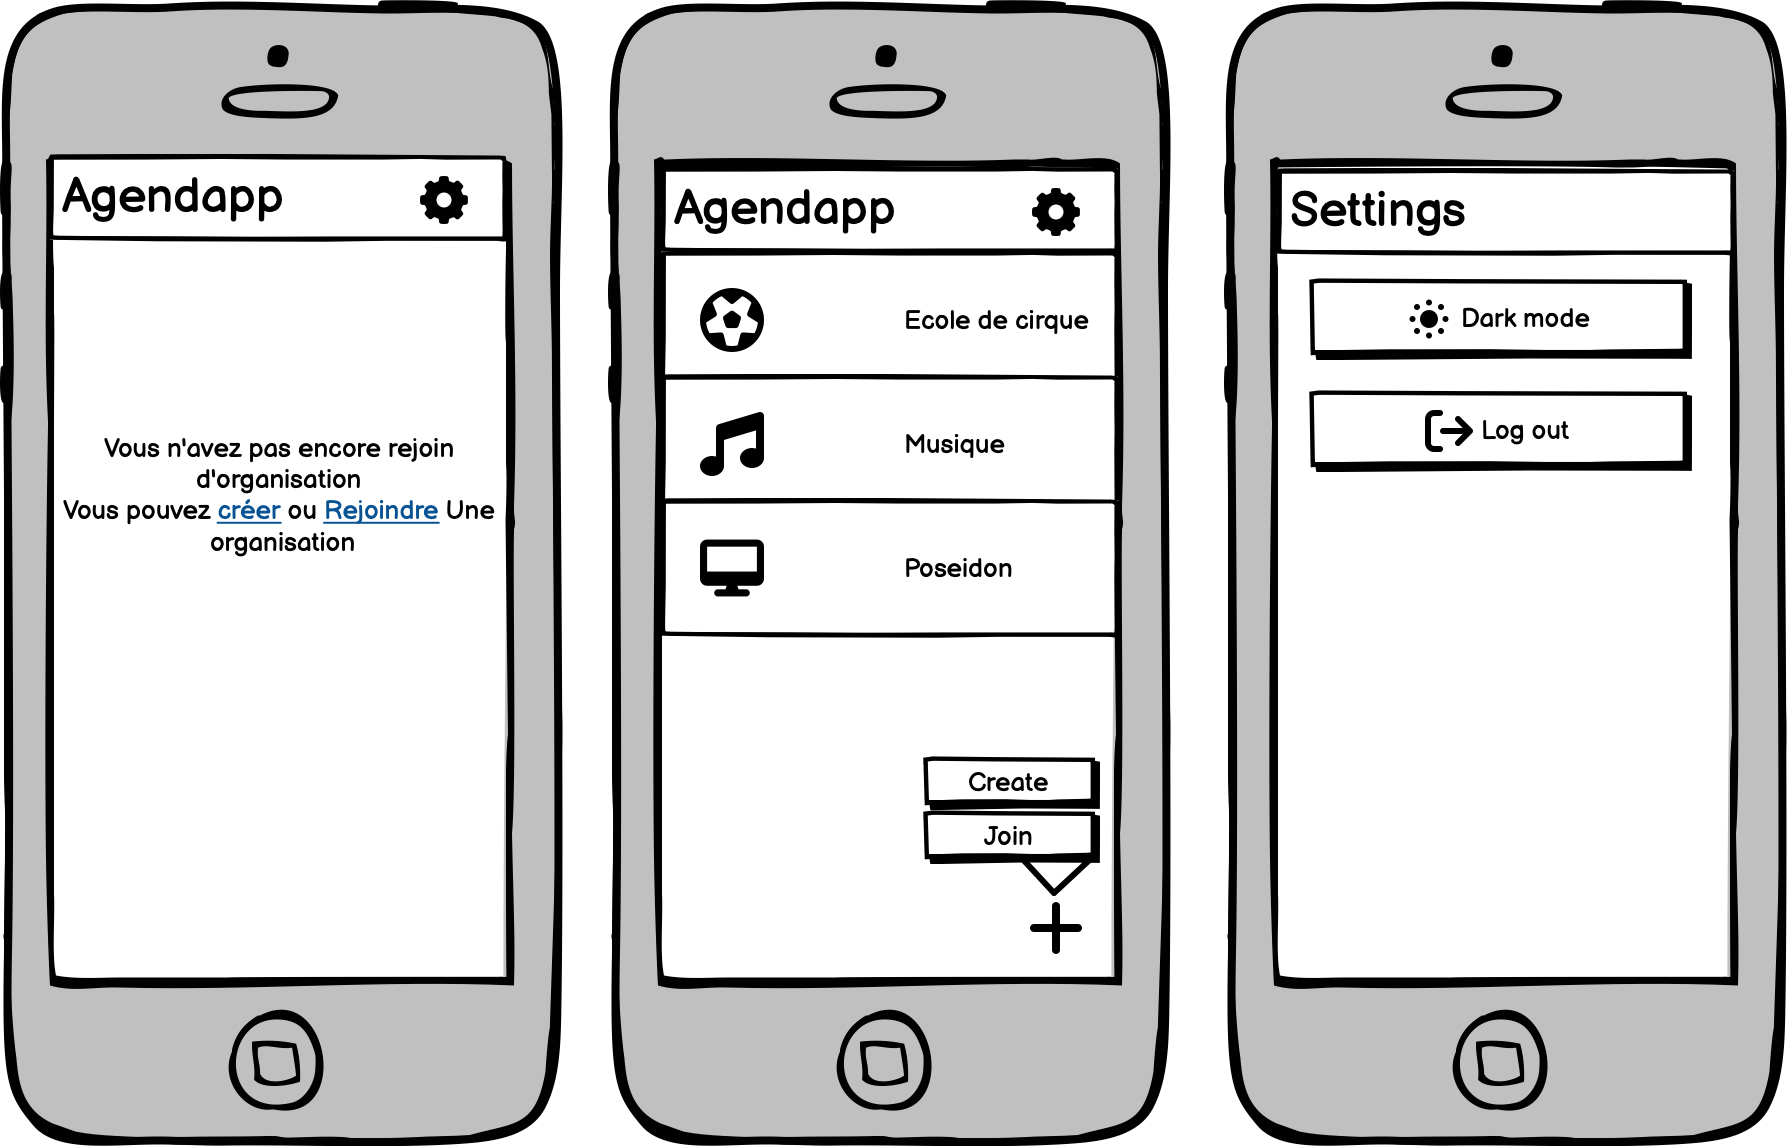 Agendapp
Vous n'avez pas encore rejoin
d'organisation
Vous pouvez créer ou Rejoindre Une
organisation
Agendapp
Ecole de cirque
Musique
Poseidon
Create
Join
Settings
Dark mode
Log out